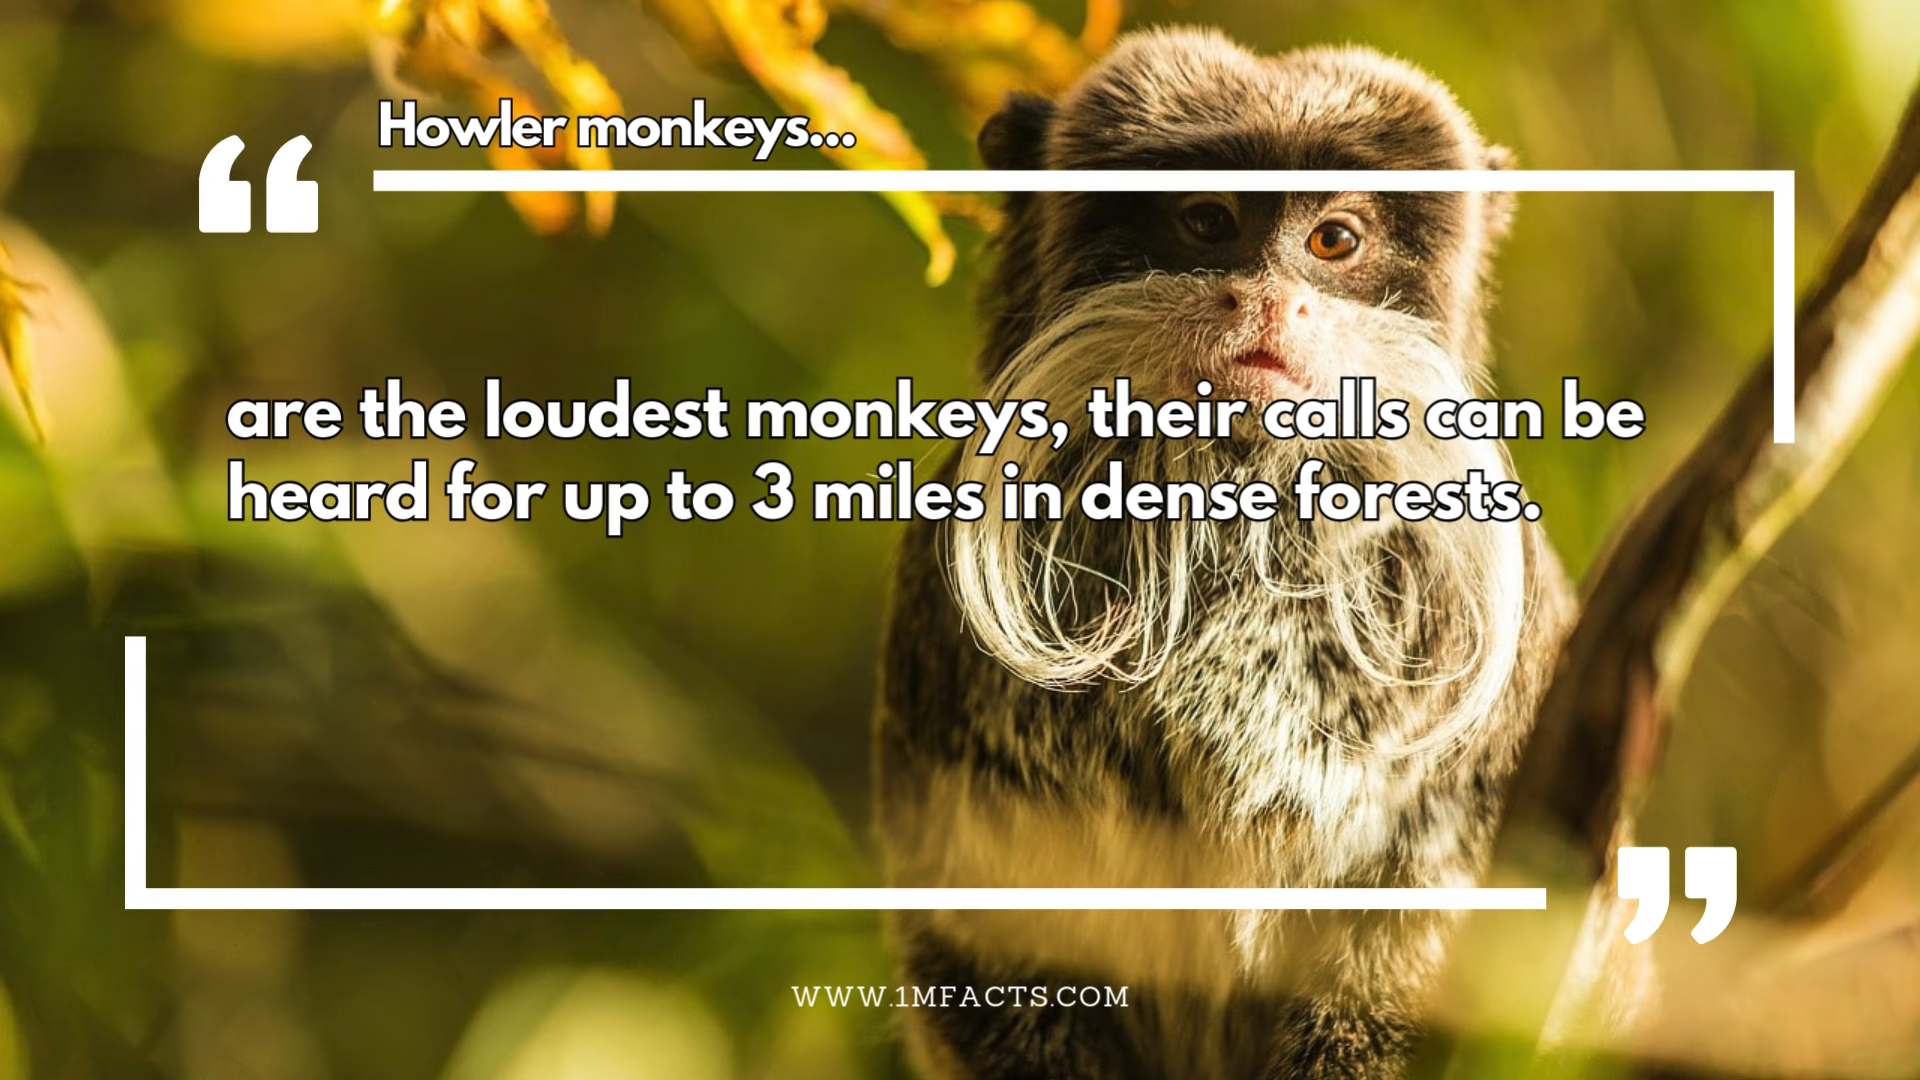 Howler monkeys...
are the loudest monkeys, their calls can be
heard for up to 3 miles in dense forests.
WWW.1MFACTS.COM